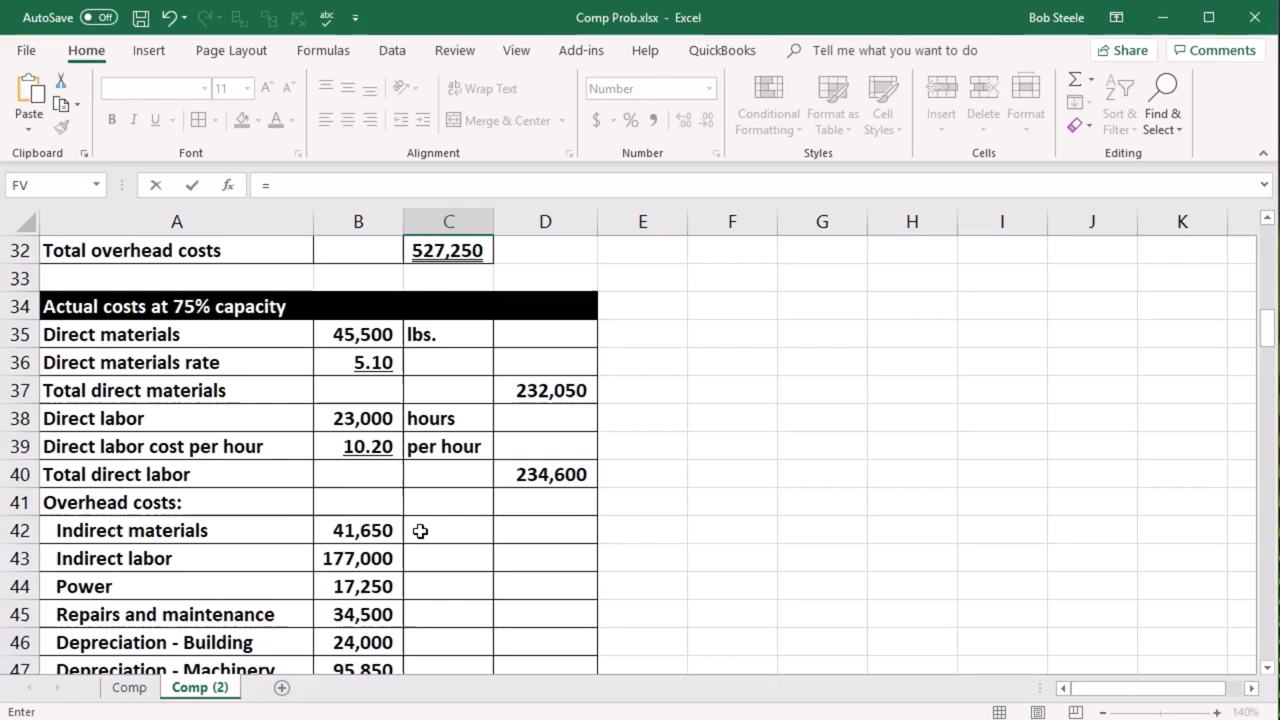 AutoSave Off abc Comp Prob.xlsx - Excel Bob Steele
File Home Insert Page Layout Formulas Data Review View Add-ins Help QuickBooks Tell me what you want to do Share Comments
11 A A Wrap Text Number Σ
Paste B I U A Merge & Center $ % Conditional Formatting Format as Table Cell Styles Insert Delete Format Sort & Filter Find & Select
Clipboard Font Alignment Number Styles Cells Editing
FV fx =
A B C D E F G H I J K
32 Total overhead costs 527,250
33
34 Actual costs at 75% capacity
35 Direct materials 45,500 lbs.
36 Direct materials rate 5.10
37 Total direct materials 232,050
38 Direct labor 23,000 hours
39 Direct labor cost per hour 10.20 per hour
40 Total direct labor 234,600
41 Overhead costs:
42 Indirect materials 41,650
43 Indirect labor 177,000
44 Power 17,250
45 Repairs and maintenance 34,500
46 Depreciation - Building 24,000
47 Depreciation - Machinery 95,850
Comp Comp (2)
Enter 140%